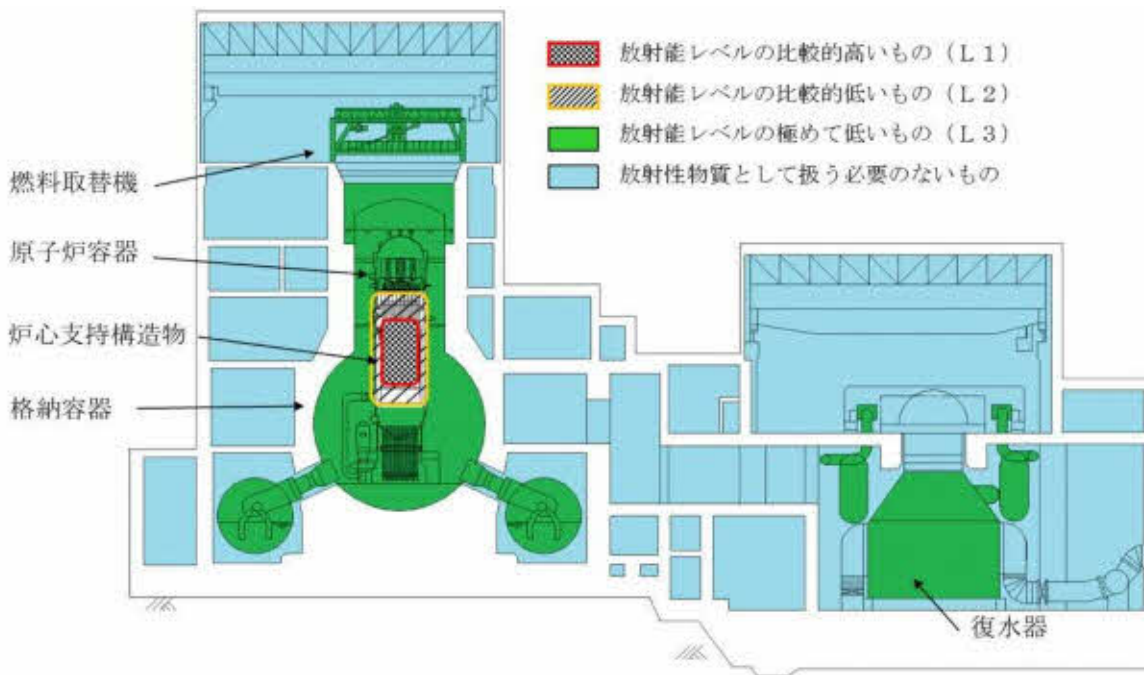 放射能レベルの比較的高いもの（Ｌ１）
放射能レベルの比較的低いもの（Ｌ２）
放射能レベルの極めて低いもの（Ｌ３）
放射性物質として扱う必要のないもの
燃料取替機
原子炉容器
炉心支持構造物
格納容器
復水器